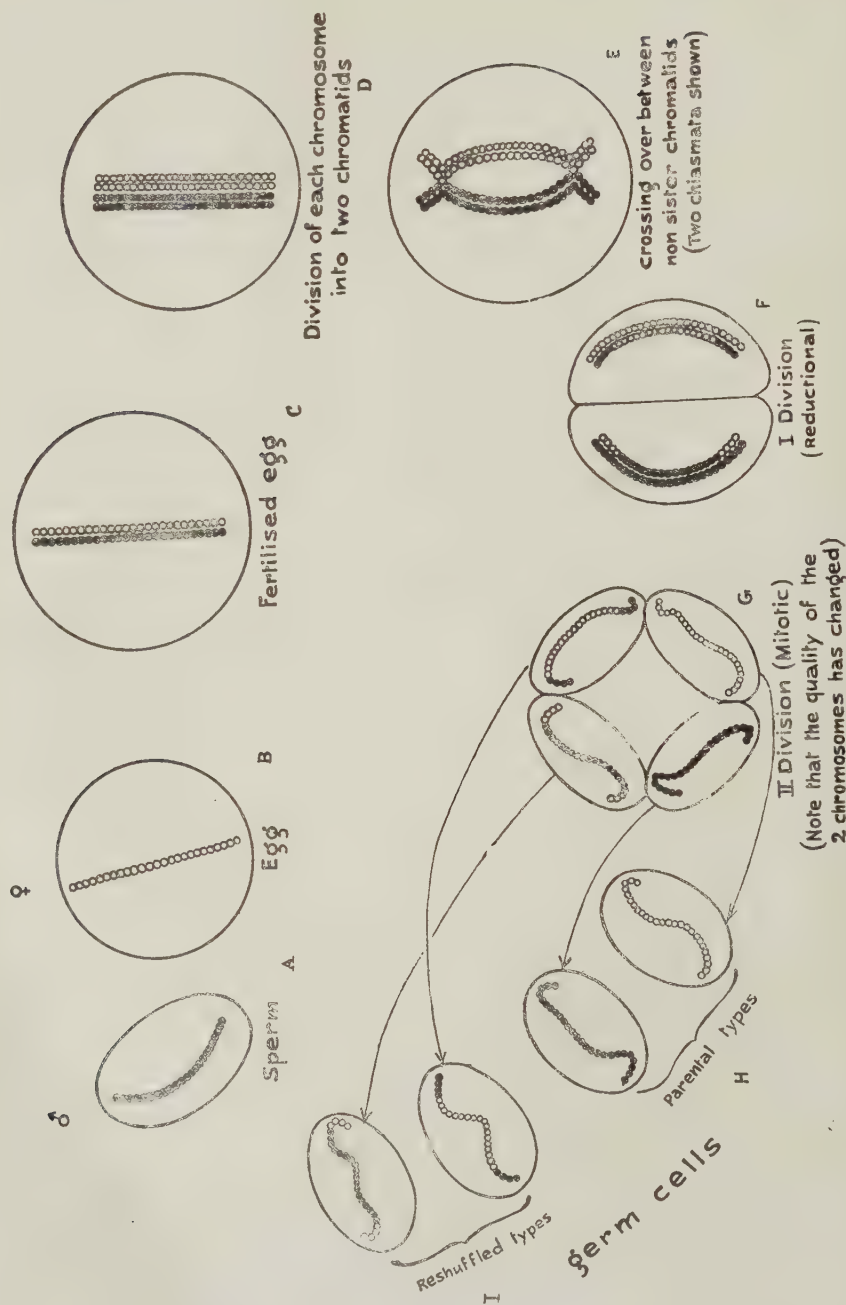 ♂
♀
Sperm
A
Egg
B
Fertilised egg
C
Division of each chromosome
into two chromatids
D
E
Crossing over between
non sister chromatids
(Two chiasmata shown)
F
I Division
(Reductional)
G
II Division (Mitotic)
(Note that the quality of the
2 chromosomes has changed)
Parental types
H
Reshuffled types
I
germ cells